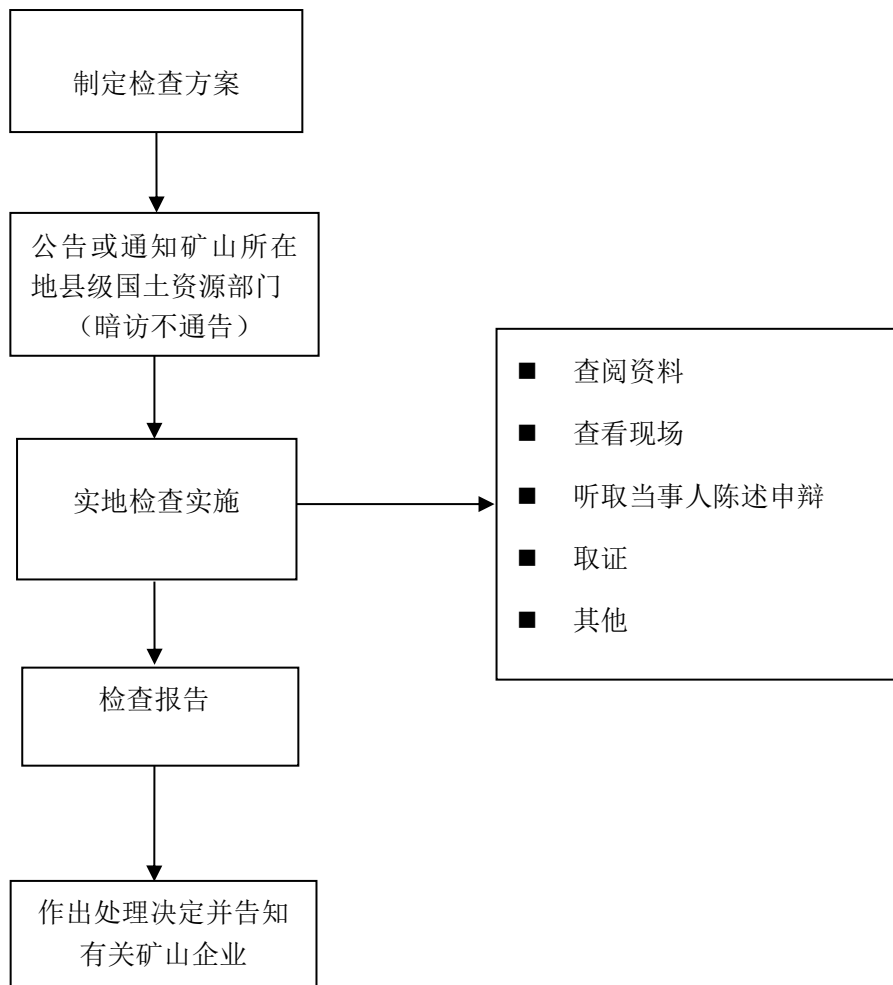 制定检查方案
公告或通知矿山所在
地县级国土资源部门
（暗访不通告）
实地检查实施
■ 查阅资料
■ 查看现场
■ 听取当事人陈述申辩
■ 取证
■ 其他
检查报告
作出处理决定并告知
有关矿山企业